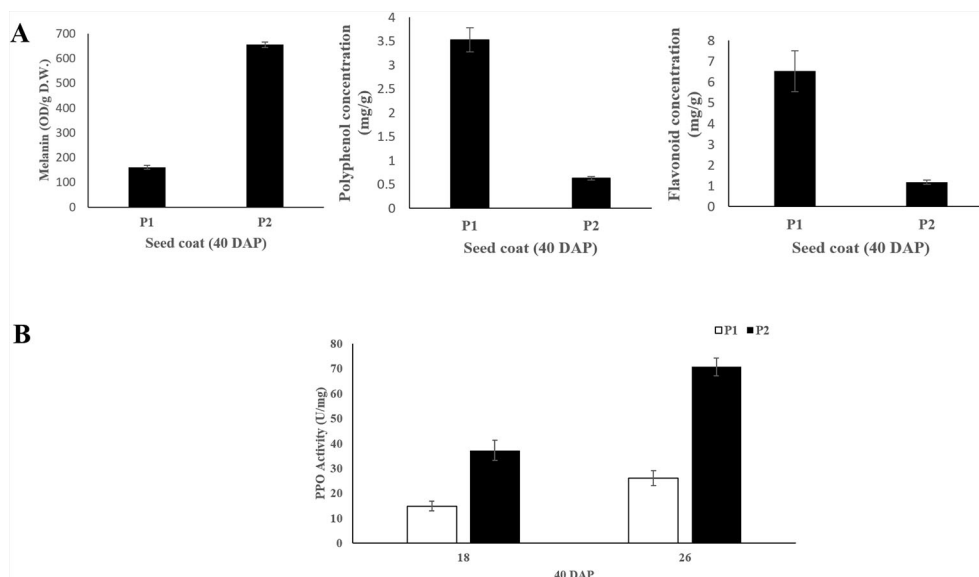 A
Melanin (OD/g D.W.)
700
600
500
400
300
200
100
0
P1 P2
Seed coat (40 DAP)
Polyphenol concentration
(mg/g)
4
3.5
3
2.5
2
1.5
1
0.5
0
P1 P2
Seed coat (40 DAP)
Flavonoid concentration
(mg/g)
8
7
6
5
4
3
2
1
0
P1 P2
Seed coat (40 DAP)
B
P1 P2
PPO Activity (U/mg)
80
70
60
50
40
30
20
10
0
18 26
40 DAP